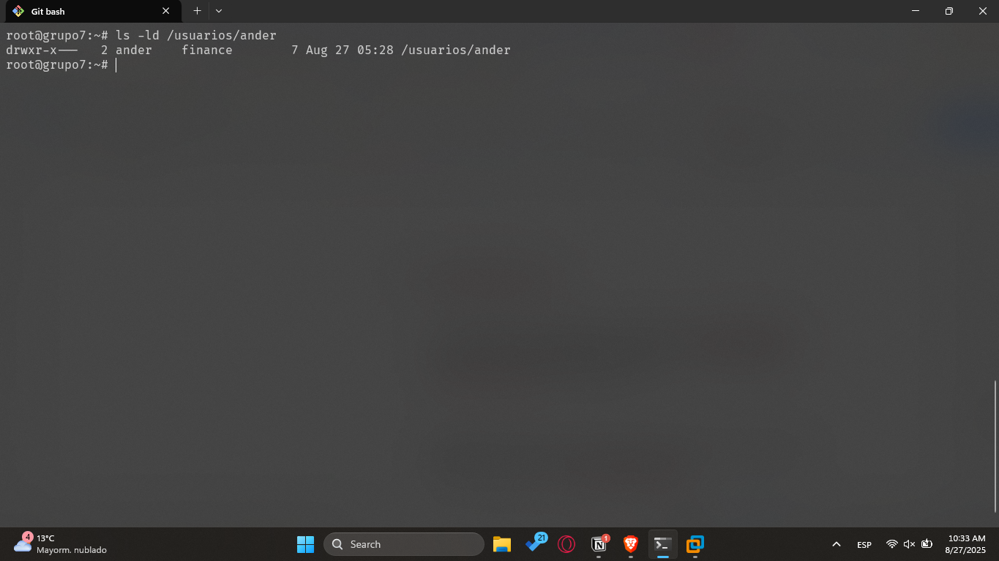 Git bash
root@grupo7:~# ls -ld /usuarios/ander
drwxr-x---   2 ander    finance        7 Aug 27 05:28 /usuarios/ander
root@grupo7:~#
4
13°C
Mayorm. nublado
Search
21
1
ESP
10:33 AM
8/27/2025